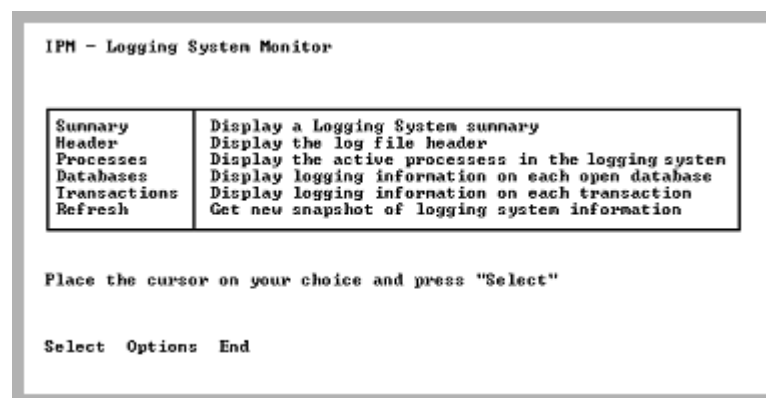 IPM - Logging System Monitor
Summary Display a Logging System summary
Header Display the log file header
Processes Display the active processess in the logging system
Databases Display logging information on each open database
Transactions Display logging information on each transaction
Refresh Get new snapshot of logging system information
Place the cursor on your choice and press "Select"
Select Options End